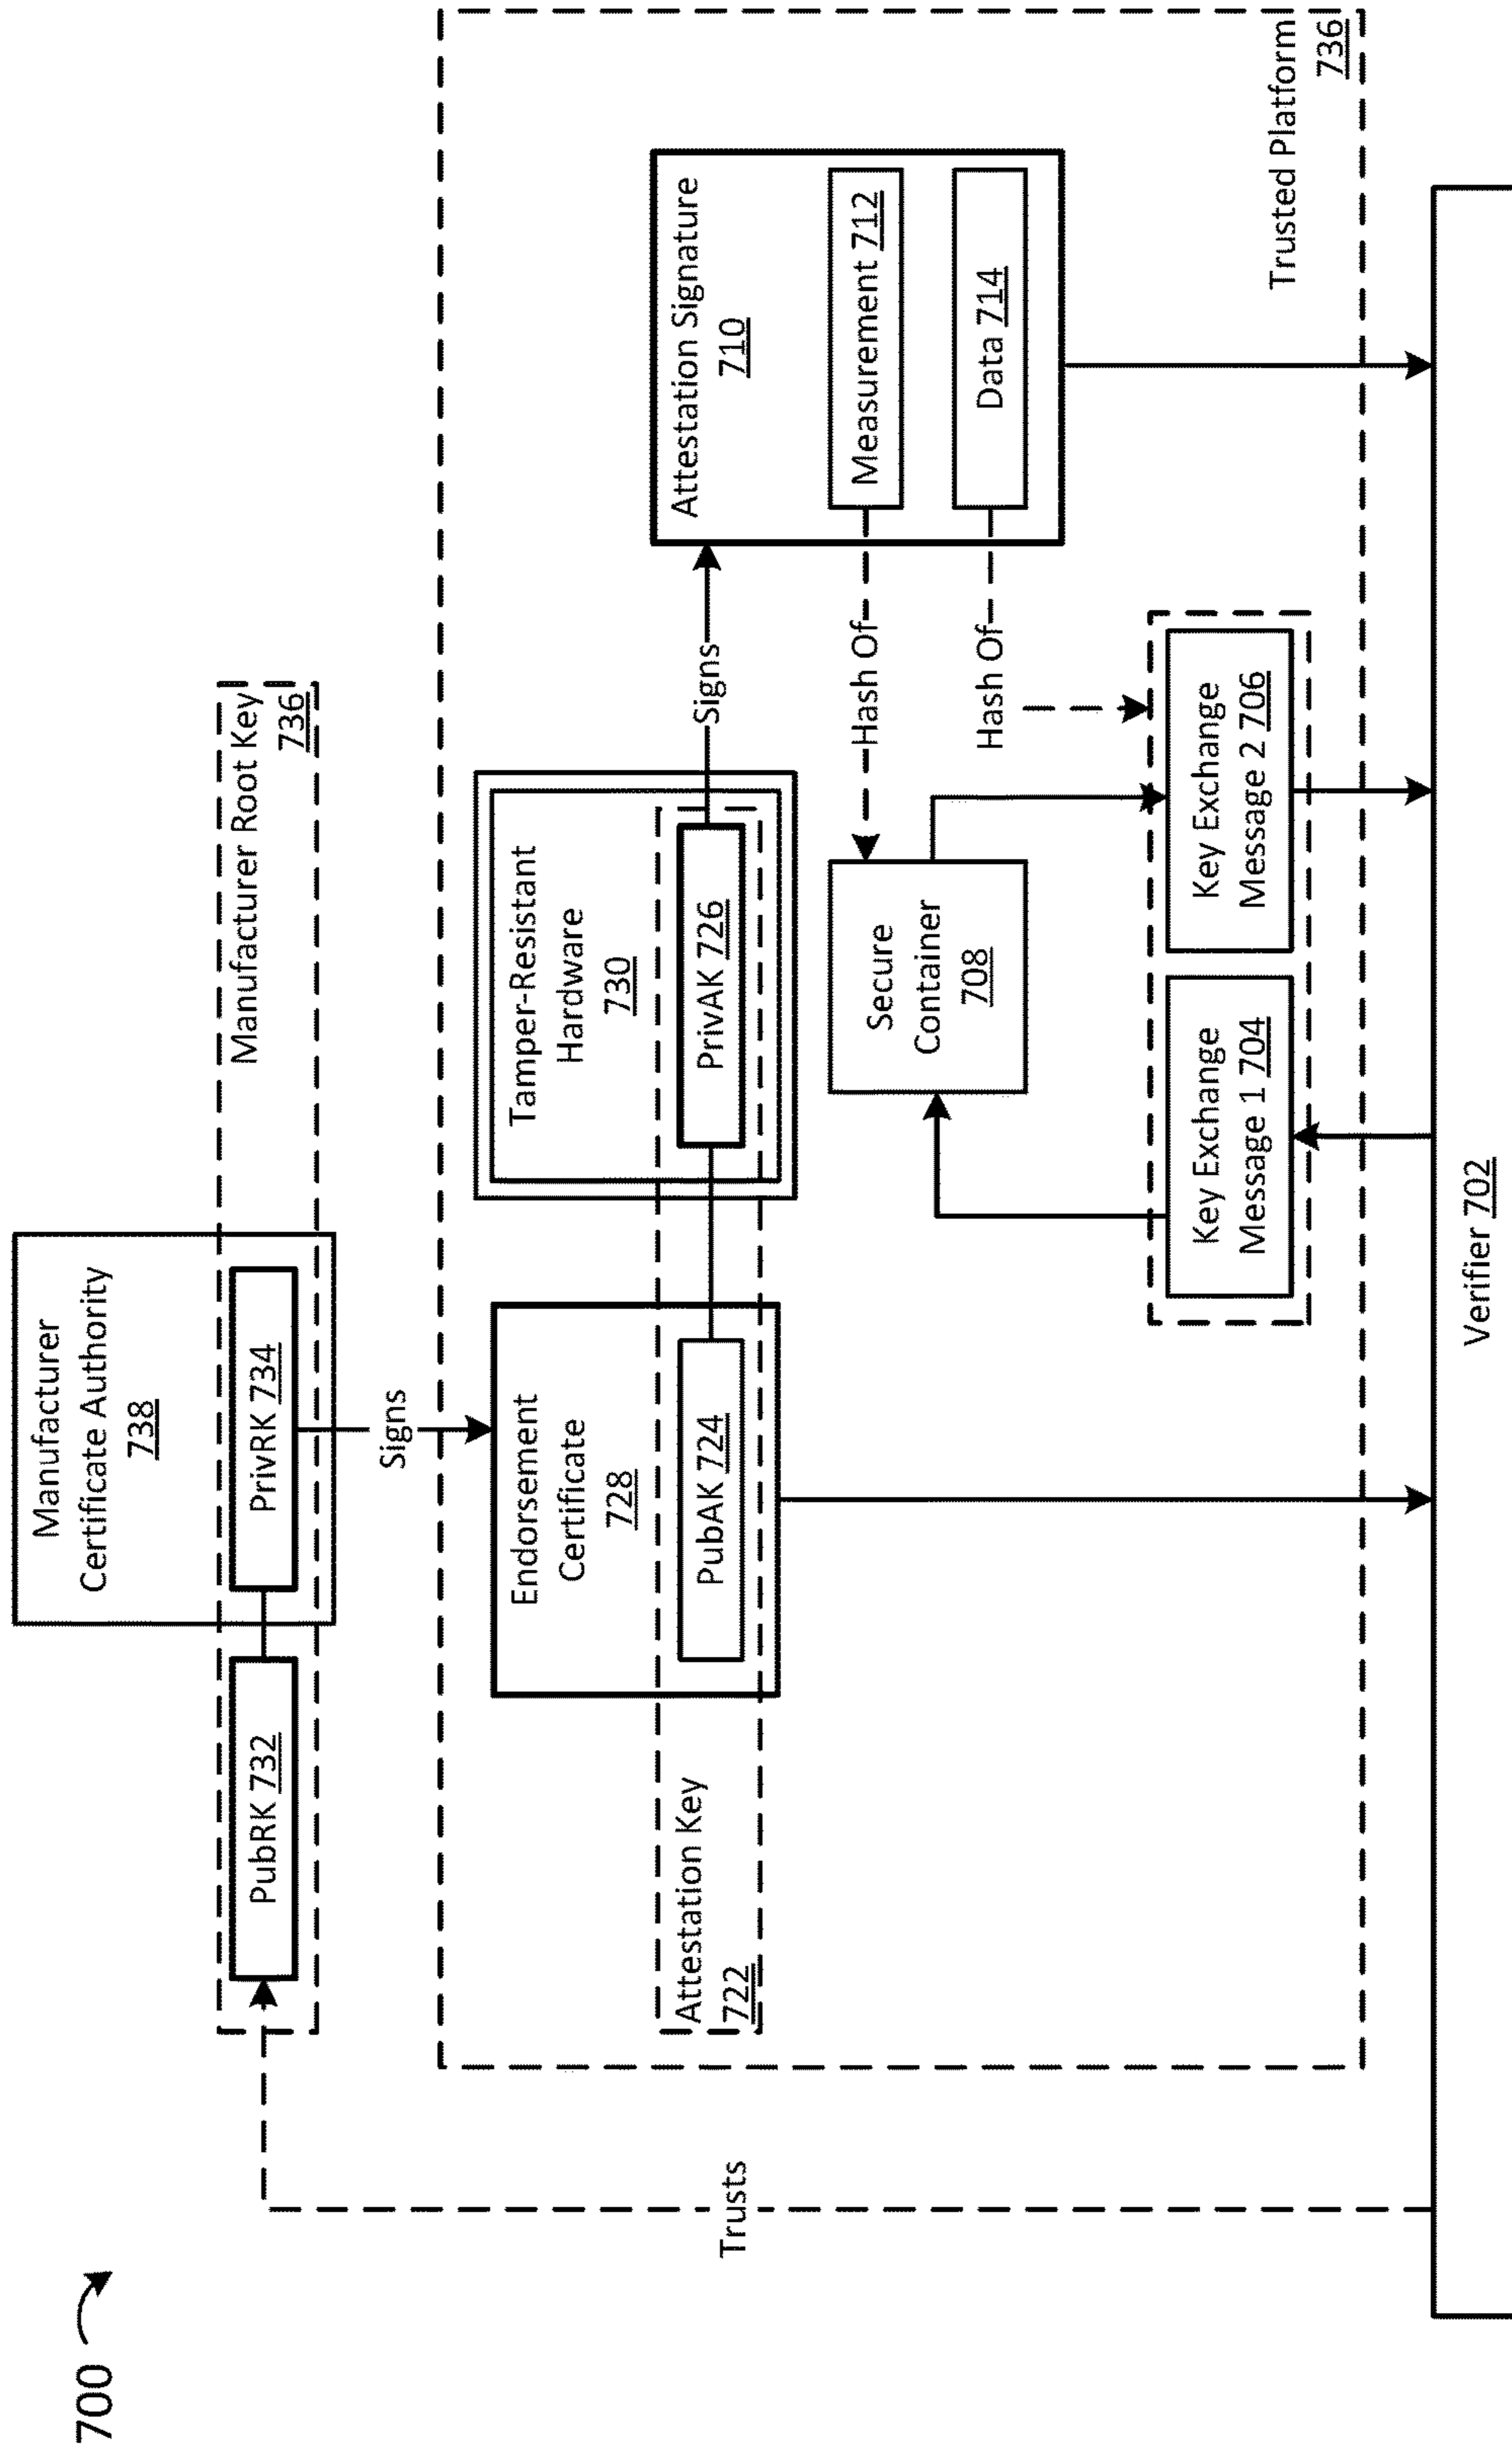 700
Manufacturer
Certificate Authority
738
PubRK 732
PrivRK 734
Manufacturer Root Key
736
Trusts
Signs
Endorsement
Certificate
728
Attestation Key
722
PubAK 724
Tamper-Resistant
Hardware
730
PrivAK 726
Signs
Attestation Signature
710
Measurement 712
Data 714
Hash Of
Hash Of
Secure
Container
708
Key Exchange
Message 1 704
Key Exchange
Message 2 706
Trusted Platform
736
Verifier 702